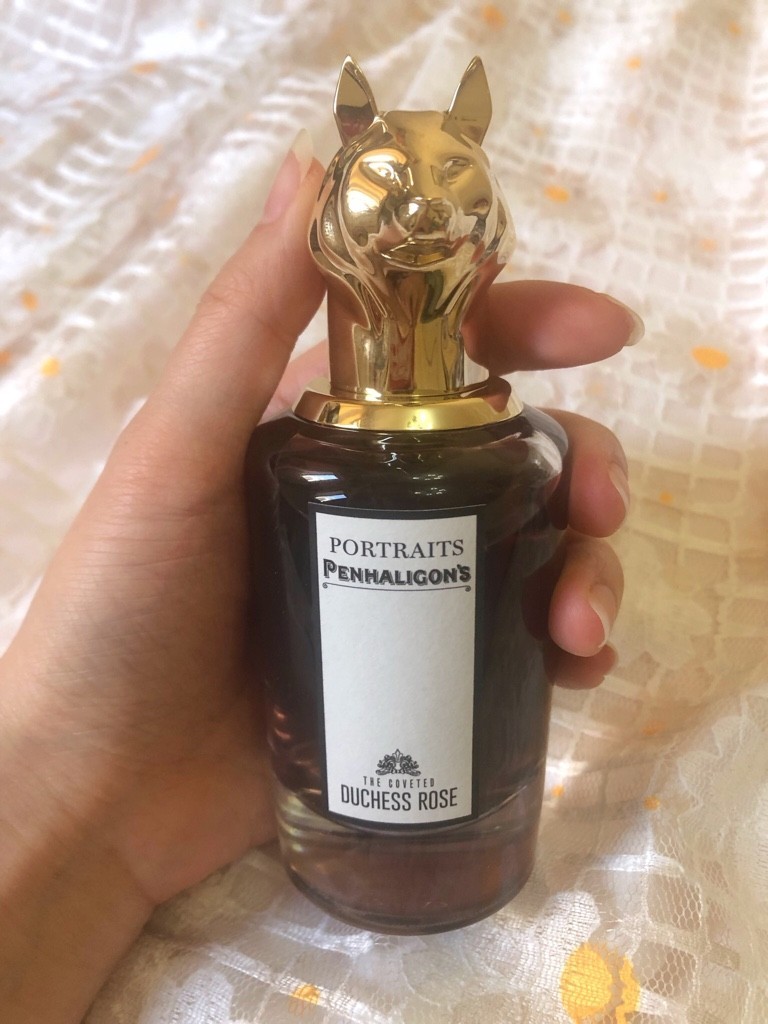 PORTRAITS
PENHALIGON'S
THE COVETED
DUCHESS ROSE